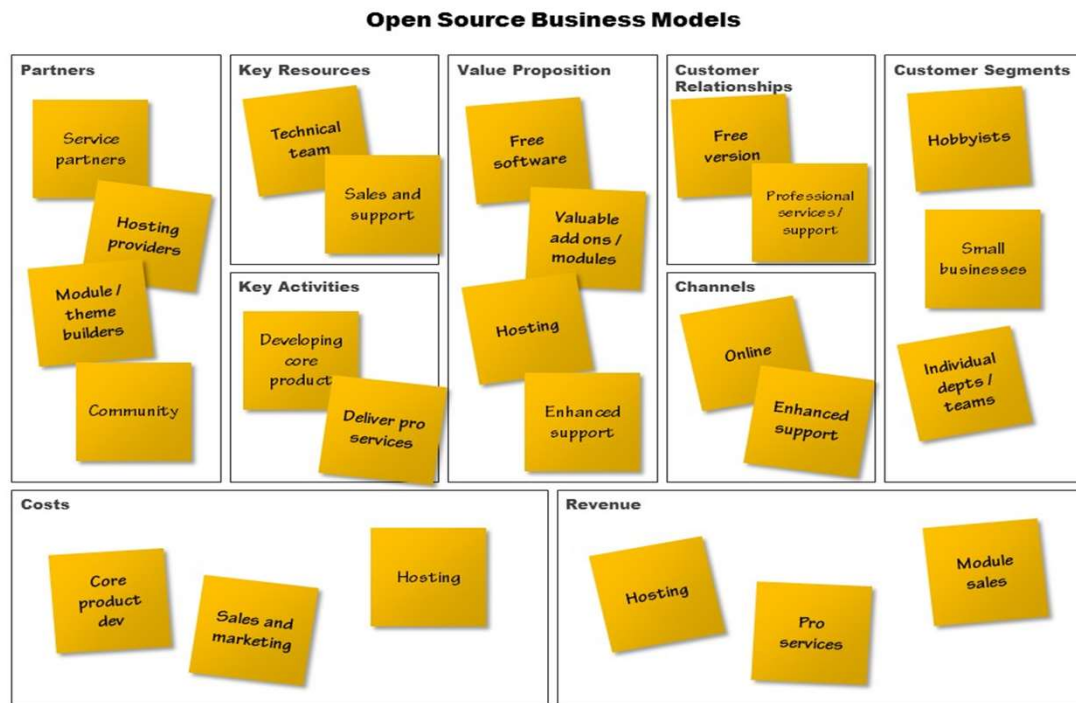 Open Source Business Models
Partners
Service
partners
Hosting
providers
Module /
theme
builders
Community
Key Resources
Technical
team
Sales and
support
Key Activities
Developing
core
product
Deliver pro
services
Value Proposition
Free
software
Valuable
add ons /
modules
Hosting
Enhanced
support
Customer
Relationships
Free
version
Professional
services /
support
Channels
Online
Enhanced
support
Customer Segments
Hobbyists
Small
businesses
Individual
depts /
teams
Costs
Core
product
dev
Sales and
marketing
Hosting
Revenue
Hosting
Pro
services
Module
sales